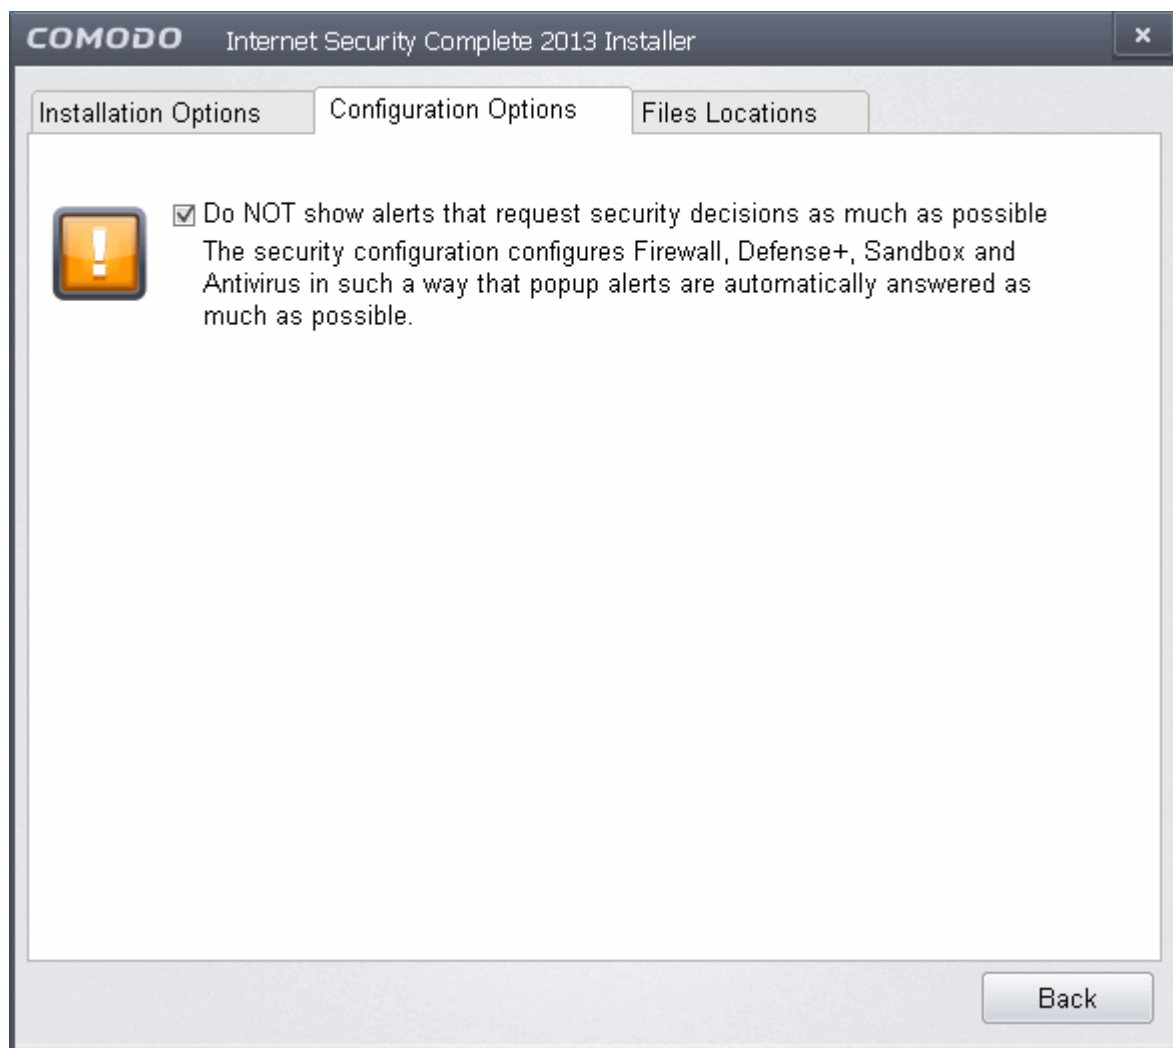 COMODO Internet Security Complete 2013 Installer
Installation Options Configuration Options Files Locations
Do NOT show alerts that request security decisions as much as possible
The security configuration configures Firewall, Defense+, Sandbox and
Antivirus in such a way that popup alerts are automatically answered as
much as possible.
Back